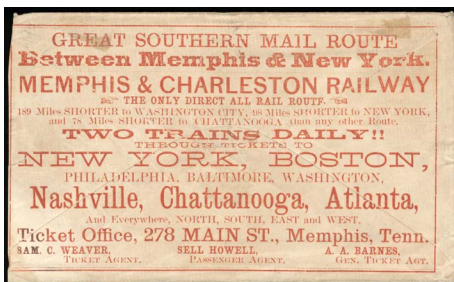 GREAT SOUTHERN MAIL ROUTE
Between Memphis & New York.
MEMPHIS & CHARLESTON RAILWAY
THE ONLY DIRECT ALL RAIL ROUTE.
189 Miles SHORTER to WASHINGTON CITY, 98 Miles SHORTER to NEW YORK,
and 78 Miles SHORTER to CHATTANOOGA than any other Route.
TWO TRAINS DAILY!!
THROUGH TICKETS TO
NEW YORK, BOSTON,
PHILADELPHIA, BALTIMORE, WASHINGTON,
Nashville, Chattanooga, Atlanta,
And Everywhere, NORTH, SOUTH, EAST and WEST.
Ticket Office, 278 MAIN ST., Memphis, Tenn.
SAM. C. WEAVER, SELL HOWELL, A. A. BARNES,
TICKET AGENT. PASSENGER AGENT. GEN. TICKET AGT.